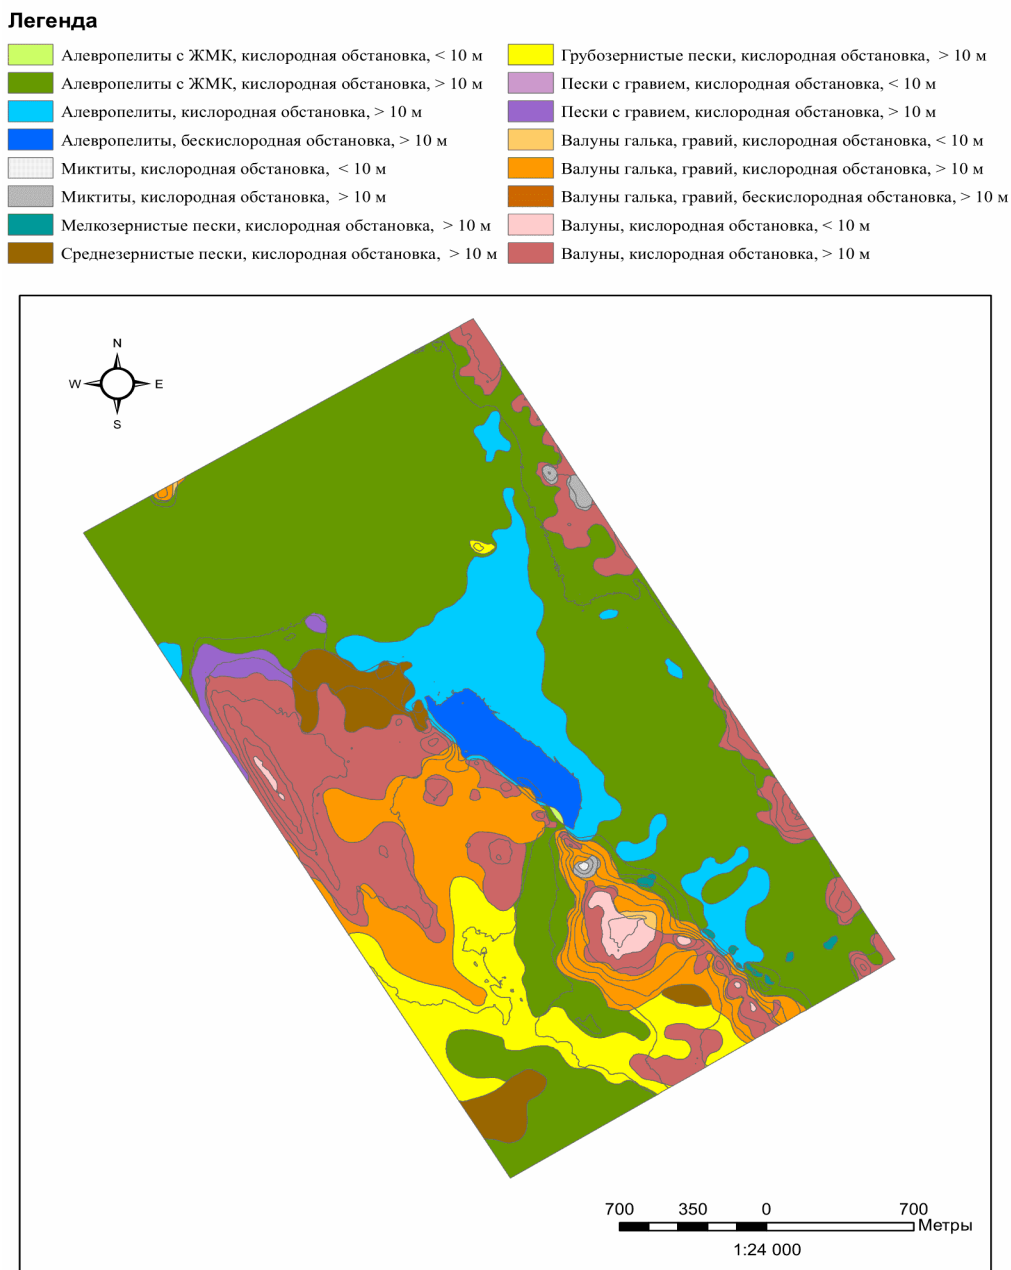 Легенда
Алевропелиты с ЖМК, кислородная обстановка, < 10 м
Алевропелиты с ЖМК, кислородная обстановка, > 10 м
Алевропелиты, кислородная обстановка, > 10 м
Алевропелиты, бескислородная обстановка, > 10 м
Миктиты, кислородная обстановка, < 10 м
Миктиты, кислородная обстановка, > 10 м
Мелкозернистые пески, кислородная обстановка, > 10 м
Среднезернистые пески, кислородная обстановка, > 10 м
Грубозернистые пески, кислородная обстановка, > 10 м
Пески с гравием, кислородная обстановка, < 10 м
Пески с гравием, кислородная обстановка, > 10 м
Валуны галька, гравий, кислородная обстановка, < 10 м
Валуны галька, гравий, кислородная обстановка, > 10 м
Валуны галька, гравий, бескислородная обстановка, > 10 м
Валуны, кислородная обстановка, < 10 м
Валуны, кислородная обстановка, > 10 м
N
W E
S
700 350 0 700
Метры
1:24 000